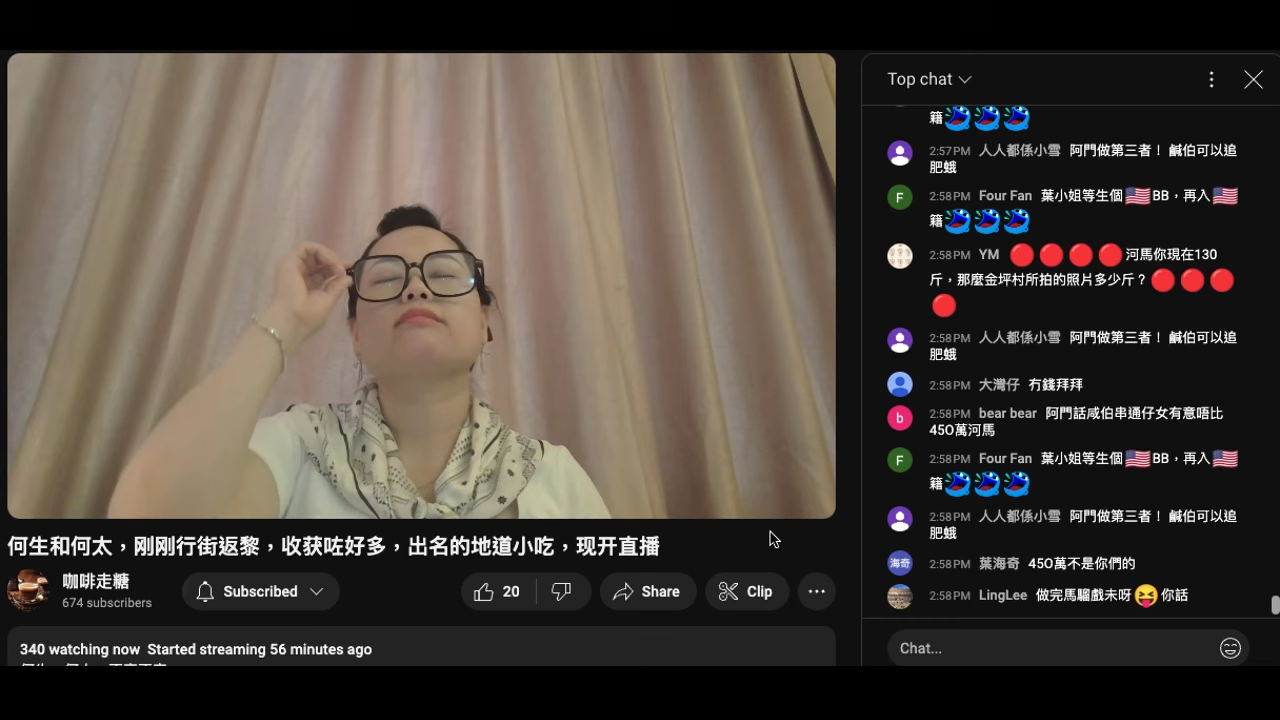 何生和何太，刚刚行街返黎，收获咗好多，出名的地道小吃，现开直播
咖啡走糖
674 subscribers
Subscribed
20
Share
Clip
340 watching now Started streaming 56 minutes ago
Top chat
籍
2:57 PM 人人都係小雪 阿門做第三者！ 鹹伯可以追
肥蛾
F
2:58 PM Four Fan 葉小姐等生個🇺🇸BB，再入🇺🇸
籍
2:58 PM YM 🔴🔴🔴🔴河馬你現在130
斤，那麼金坪村所拍的照片多少斤？🔴🔴🔴
🔴
2:58 PM 人人都係小雪 阿門做第三者！ 鹹伯可以追
肥蛾
2:58 PM 大灣仔 冇錢拜拜
b
2:58 PM bear bear 阿門話咸伯串通仔女有意唔比
45O萬河馬
F
2:58 PM Four Fan 葉小姐等生個🇺🇸BB，再入🇺🇸
籍
2:58 PM 人人都係小雪 阿門做第三者！ 鹹伯可以追
肥蛾
海奇
2:58 PM 葉海奇 45O萬不是你們的
2:58 PM LingLee 做完馬騮戲未呀😝你話
Chat...